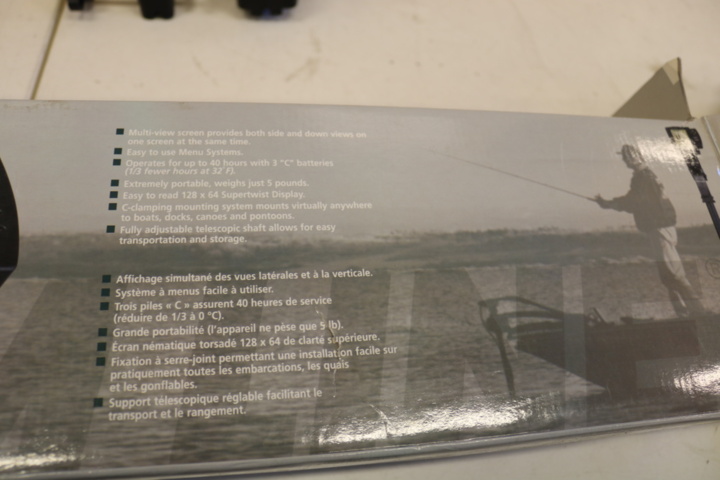 Multi-view screen provides both side and down views on
one screen at the same time.
Easy to use Menu Systems.
Operates for up to 40 hours with 3 "C" batteries
(1/3 fewer hours at 32°F).
Extremely portable, weighs just 5 pounds.
Easy to read 128 x 64 Supertwist Display.
C-clamping mounting system mounts virtually anywhere
to boats, docks, canoes and pontoons.
Fully adjustable telescopic shaft allows for easy
transportation and storage.
Affichage simultané des vues latérales et à la verticale.
Système à menus facile à utiliser.
Trois piles « C » assurent 40 heures de service
(réduire de 1/3 à 0 °C).
Grande portabilité (l'appareil ne pèse que 5 lb).
Écran nématique torsadé 128 x 64 de clarté supérieure.
Fixation à serre-joint permettant une installation facile sur
pratiquement toutes les embarcations, les quais
et les gonflables.
Support télescopique réglable facilitant le
transport et le rangement.